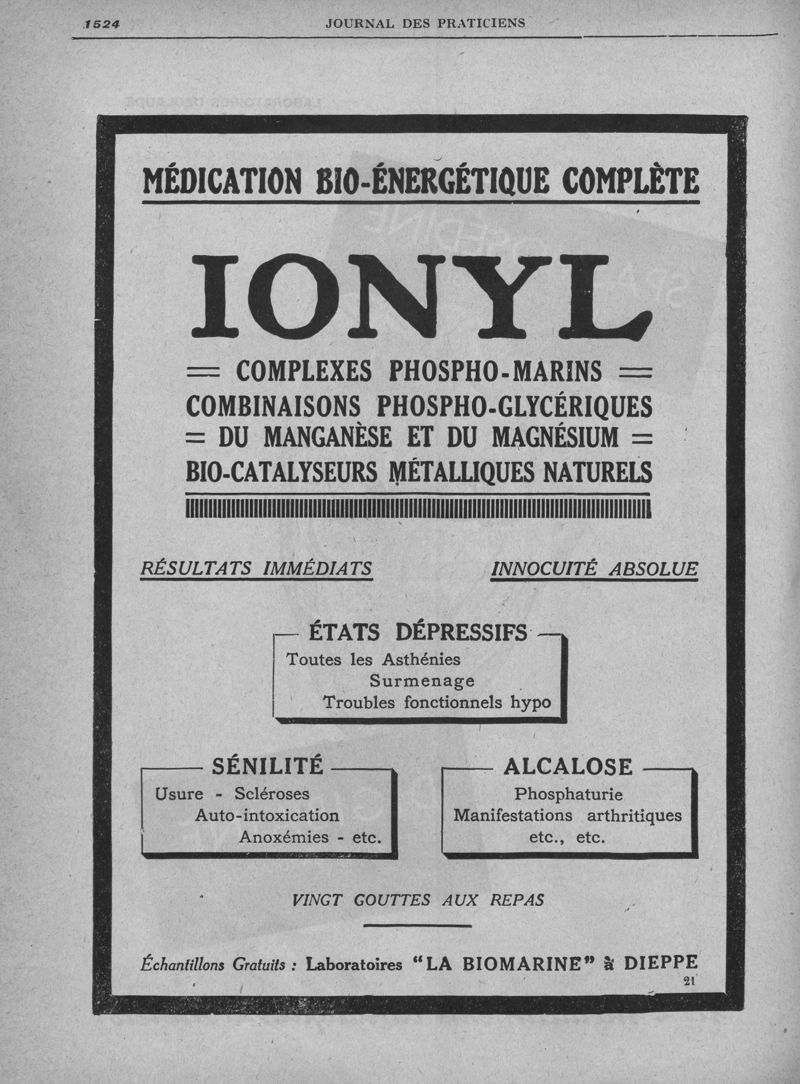 1524
JOURNAL DES PRATICIENS
MÉDICATION BIO-ÉNERGÉTIQUE COMPLÈTE
IONYL
= COMPLEXES PHOSPHO-MARINS =
COMBINAISONS PHOSPHO-GLYCÉRIQUES
= DU MANGANÈSE ET DU MAGNÉSIUM =
BIO-CATALYSEURS MÉTALLIQUES NATURELS
RÉSULTATS IMMÉDIATS
INNOCUITÉ ABSOLUE
ÉTATS DÉPRESSIFS
Toutes les Asthénies
Surmenage
Troubles fonctionnels hypo
SÉNILITÉ
Usure - Scléroses
Auto-intoxication
Anoxémies - etc.
ALCALOSE
Phosphaturie
Manifestations arthritiques
etc., etc.
VINGT GOUTTES AUX REPAS
Échantillons Gratuits : Laboratoires "LA BIOMARINE" à DIEPPE
21